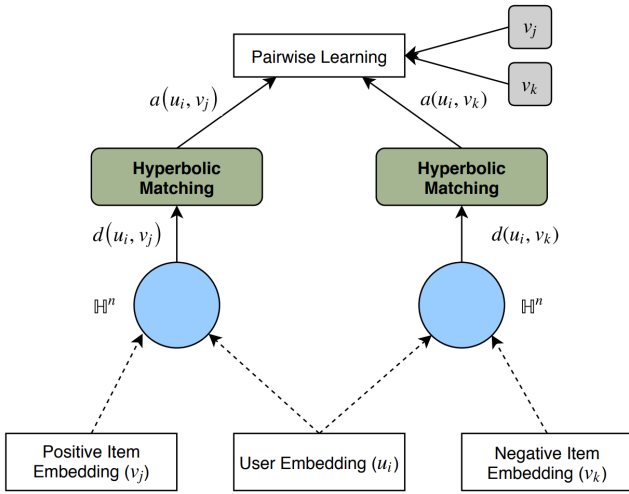 v_j
Pairwise Learning
v_k
a(u_i, v_j)
a(u_i, v_k)
Hyperbolic
Matching
Hyperbolic
Matching
d(u_i, v_j)
d(u_i, v_k)
ℍ^n
ℍ^n
Positive Item
Embedding (v_j)
User Embedding (u_i)
Negative Item
Embedding (v_k)